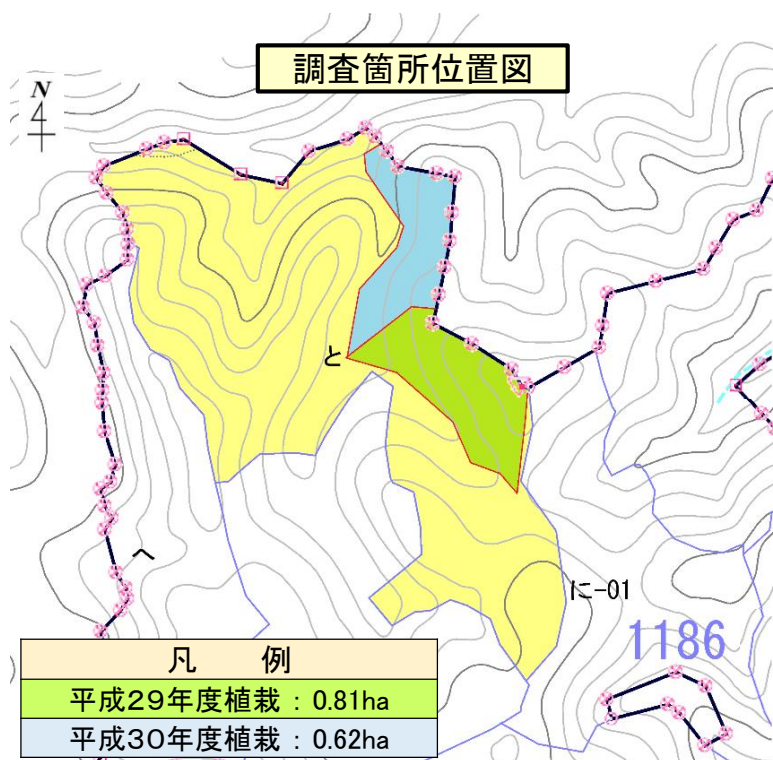 調査箇所位置図
N
と
へ
に-01
1186
凡 例
平成29年度植栽 : 0.81ha
平成30年度植栽 : 0.62ha